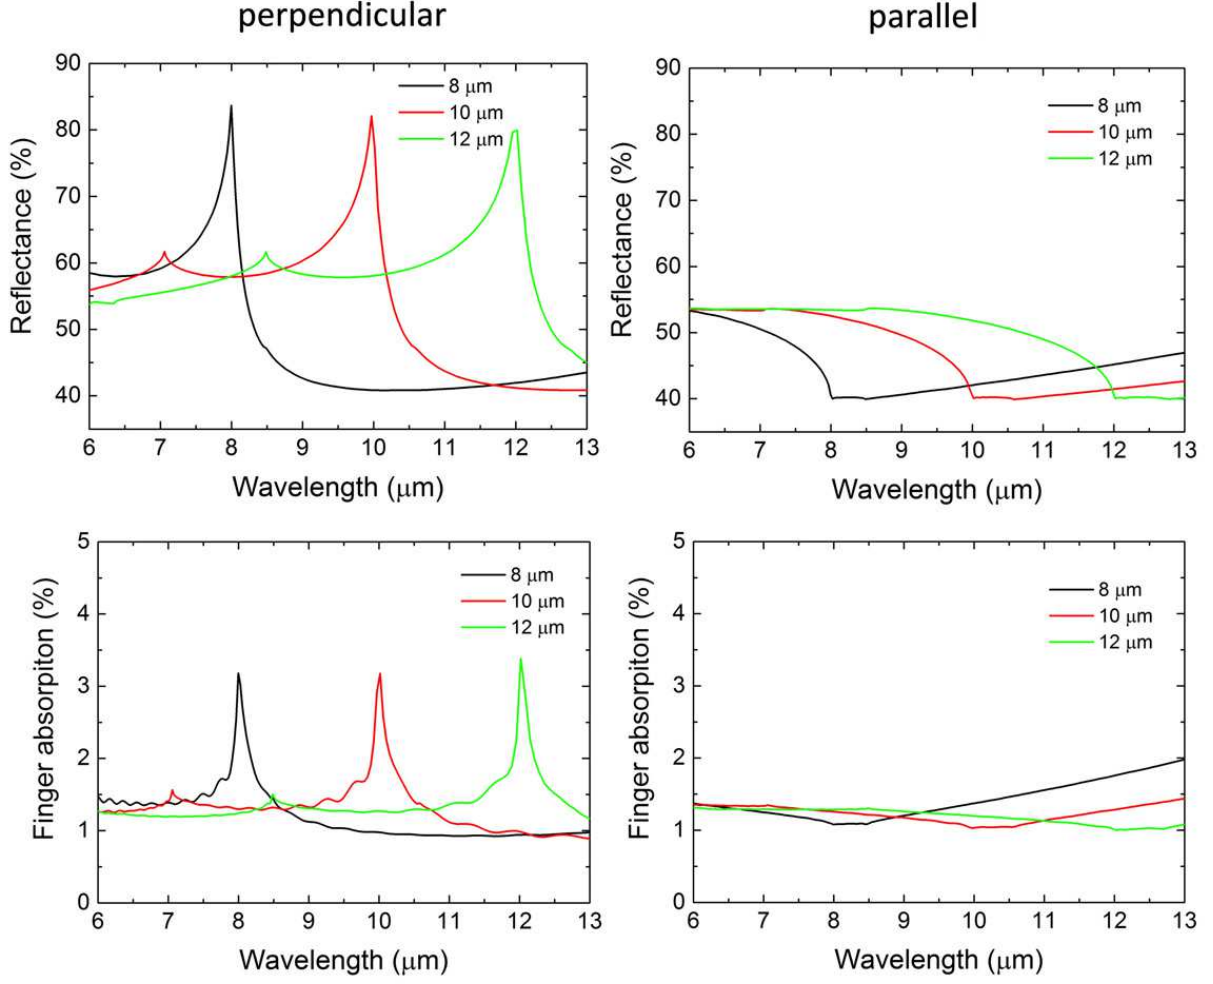 perpendicular
parallel
90
80
70
60
50
40
Reflectance (%)
8 μm
10 μm
12 μm
6 7 8 9 10 11 12 13
Wavelength (μm)
90
80
70
60
50
40
Reflectance (%)
8 μm
10 μm
12 μm
6 7 8 9 10 11 12 13
Wavelength (μm)
5
4
3
2
1
0
Finger absorpiton (%)
8 μm
10 μm
12 μm
6 7 8 9 10 11 12 13
Wavelength (μm)
5
4
3
2
1
0
Finger absorpiton (%)
8 μm
10 μm
12 μm
6 7 8 9 10 11 12 13
Wavelength (μm)